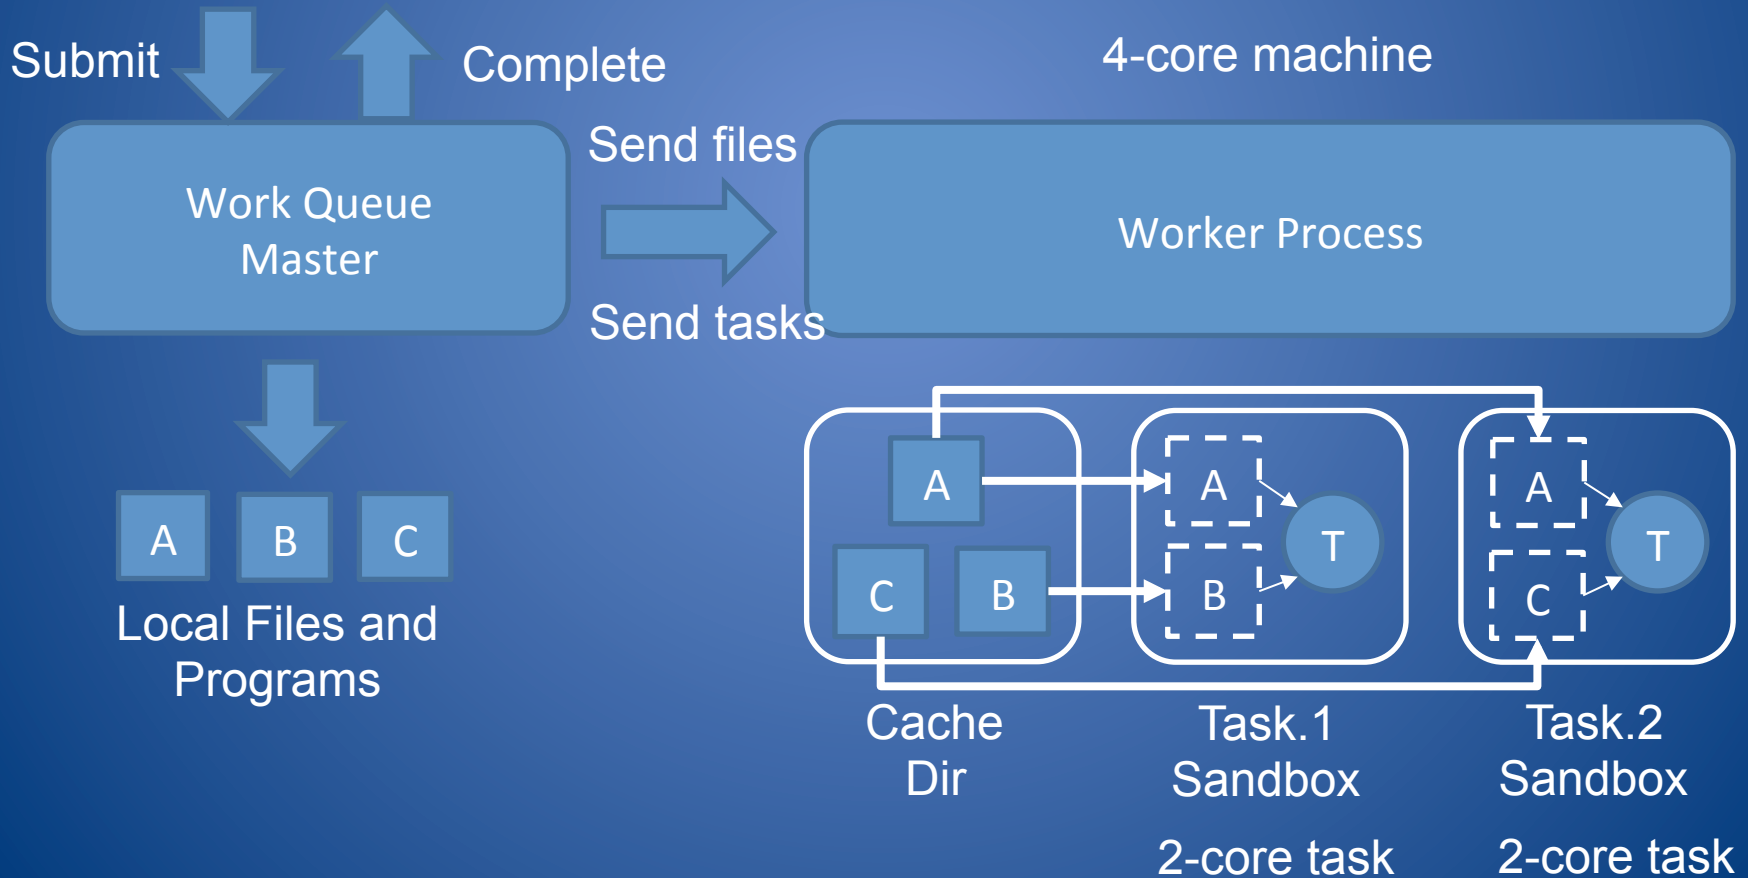 Submit
Complete
4-core machine
Work Queue
Master
Send files
Send tasks
Worker Process
A
B
C
Local Files and
Programs
A
C
B
A
B
T
A
C
T
Cache
Dir
Task.1
Sandbox
2-core task
Task.2
Sandbox
2-core task